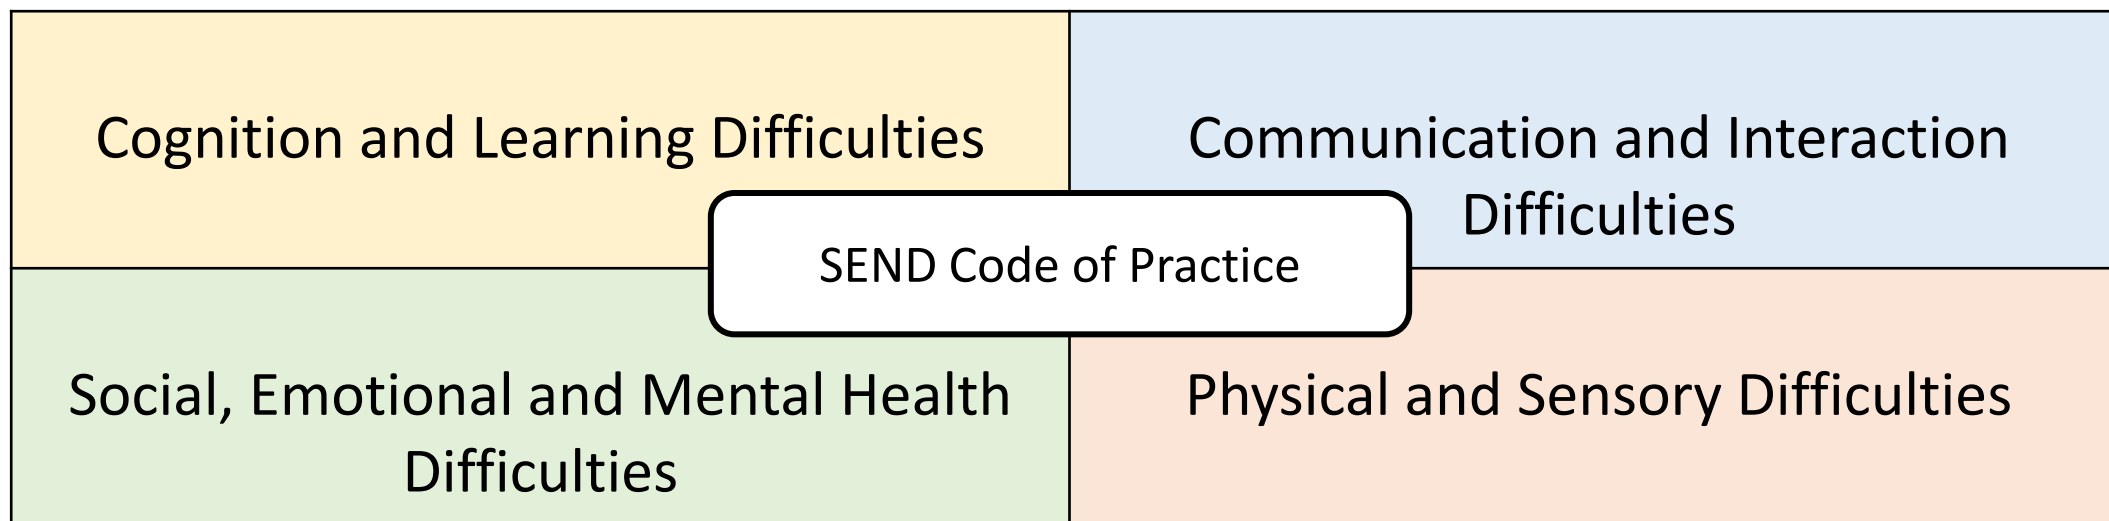 Cognition and Learning Difficulties
Communication and Interaction
Difficulties
SEND Code of Practice
Social, Emotional and Mental Health
Difficulties
Physical and Sensory Difficulties